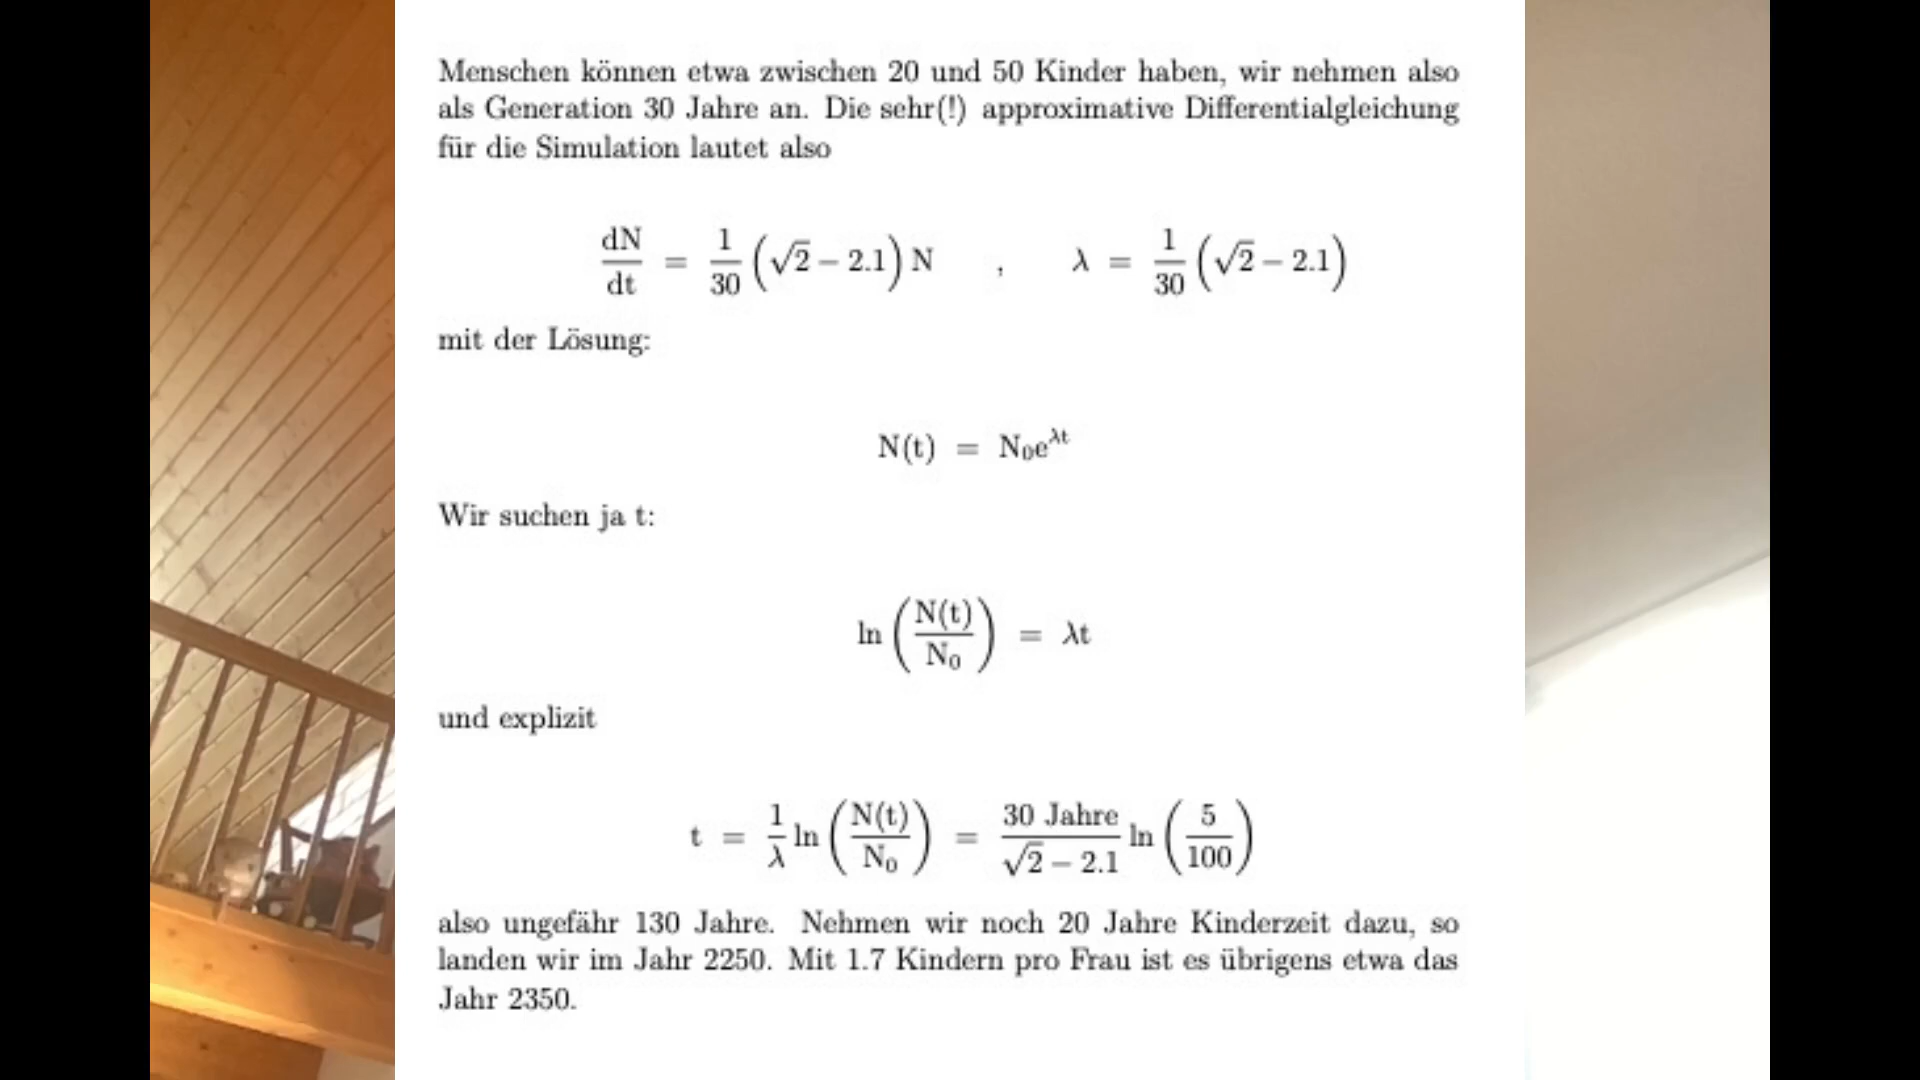 Menschen können etwa zwischen 20 und 50 Kinder haben, wir nehmen also
als Generation 30 Jahre an. Die sehr(!) approximative Differentialgleichung
für die Simulation lautet also
dN/dt = 1/30 (√2 − 2.1) N , λ = 1/30 (√2 − 2.1)
mit der Lösung:
N(t) = N₀e^λt
Wir suchen ja t:
ln (N(t)/N₀) = λt
und explizit
t = 1/λ ln (N(t)/N₀) = 30 Jahre/(√2 − 2.1) ln (5/100)
also ungefähr 130 Jahre. Nehmen wir noch 20 Jahre Kinderzeit dazu, so
landen wir im Jahr 2250. Mit 1.7 Kindern pro Frau ist es übrigens etwa das
Jahr 2350.